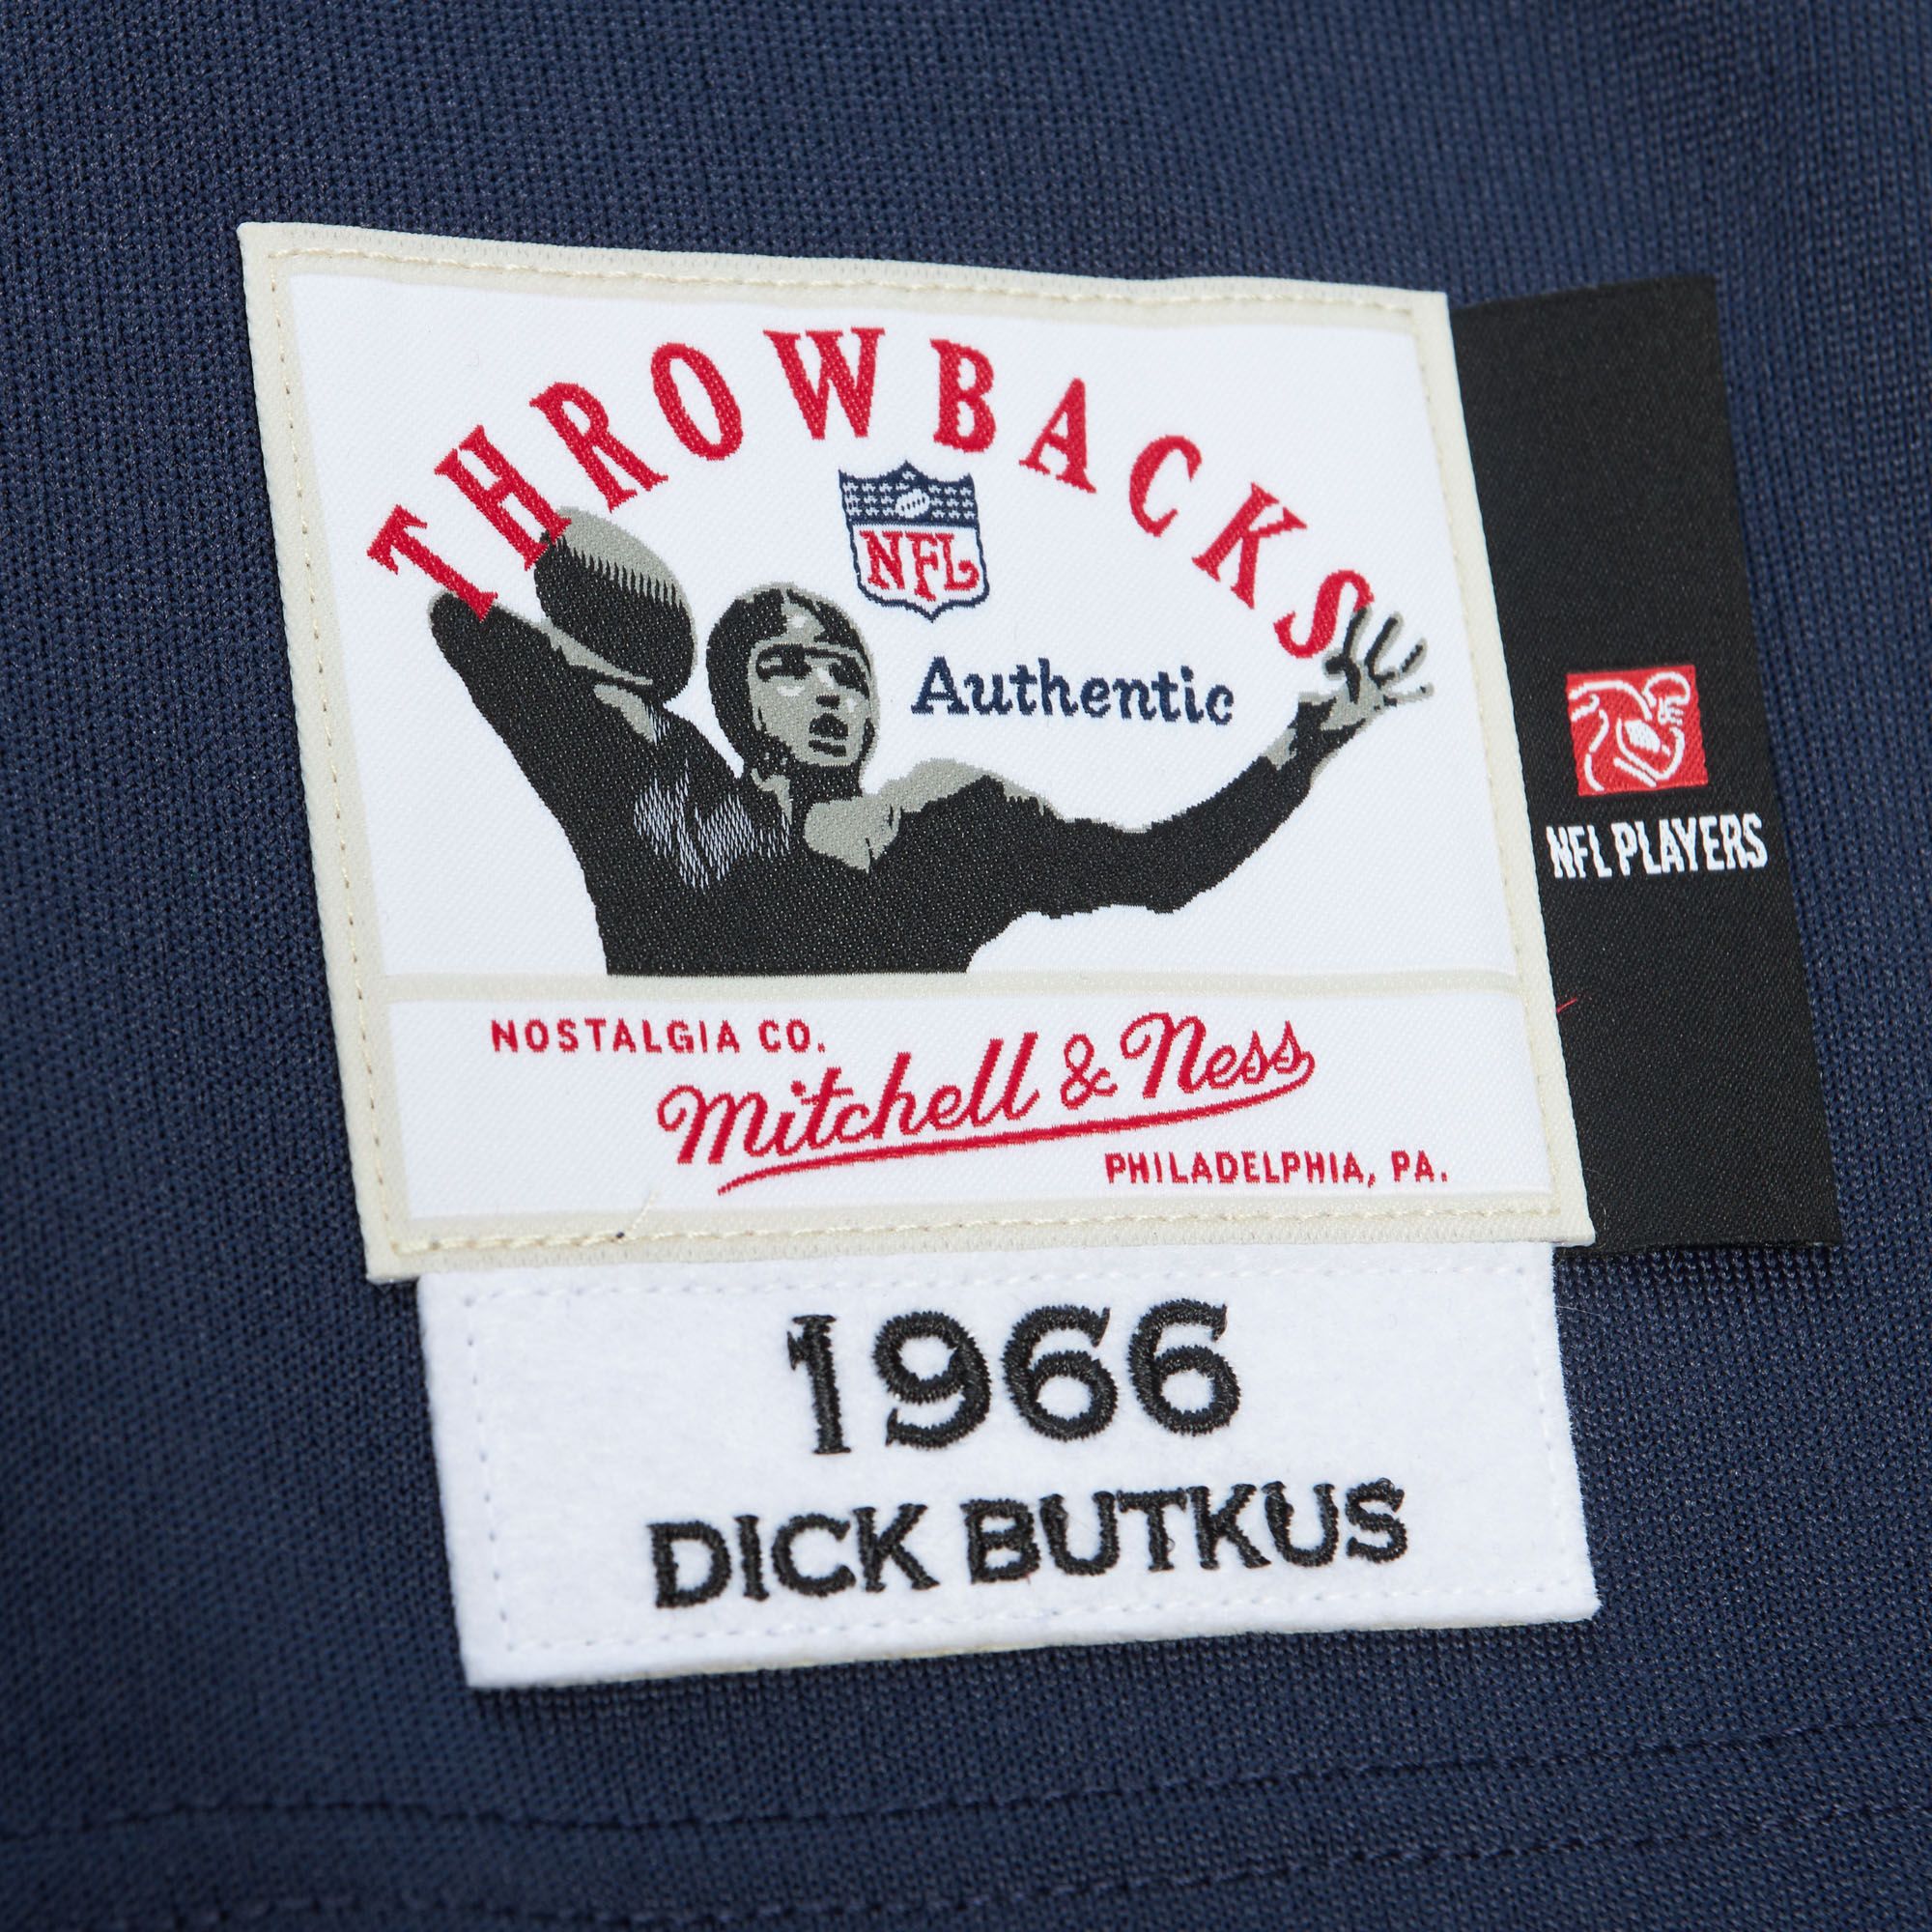 THROWBACKS
NFL
Authentic
NFL PLAYERS
NOSTALGIA CO.
Mitchell & Ness
PHILADELPHIA, PA.
1966
DICK BUTKUS